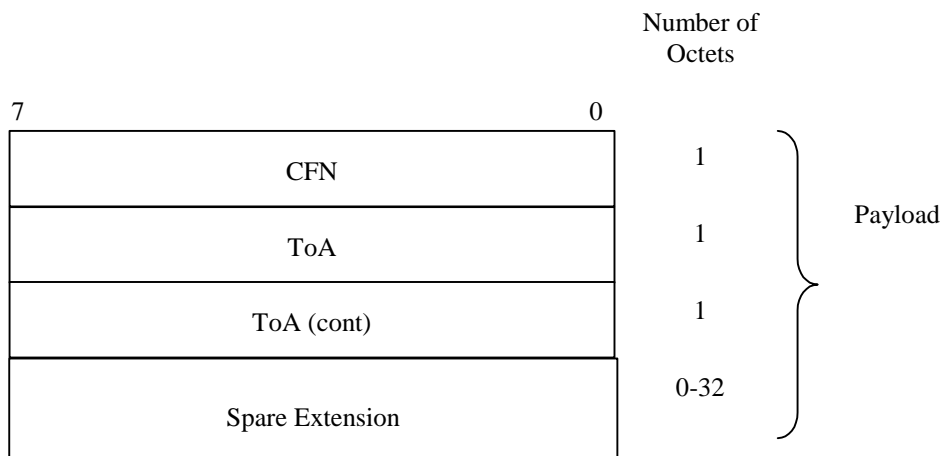 Number of
Octets
7 0
CFN 1
ToA 1
Payload
ToA (cont) 1
Spare Extension 0-32